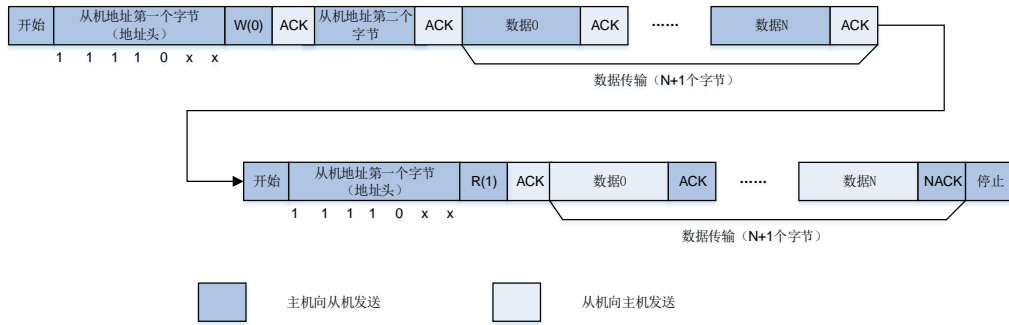 开始 从机地址第一个字节 W(0) ACK 从机地址第二个 ACK 数据0 ACK …… 数据N ACK
（地址头） 字节
1 1 1 1 0 x x
数据传输（N+1个字节）
开始 从机地址第一个字节 R(1) ACK 数据0 ACK …… 数据N NACK 停止
（地址头）
1 1 1 1 0 x x
数据传输（N+1个字节）
主机向从机发送 从机向主机发送